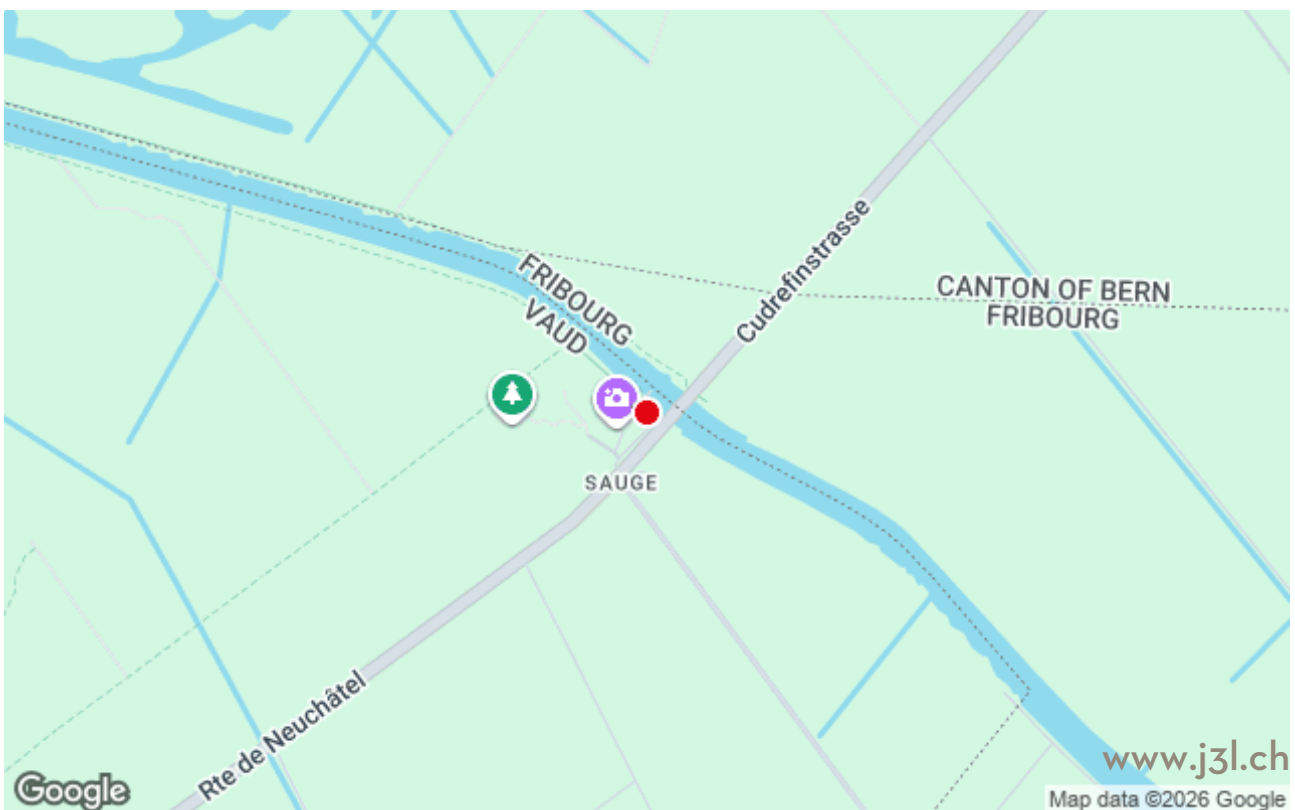 FRIBOURG
VAUD
Cudrefinstrasse
CANTON OF BERN
FRIBOURG
SAUGE
Rte de Neuchâtel
www.j3l.ch
Google
Map data ©2026 Google